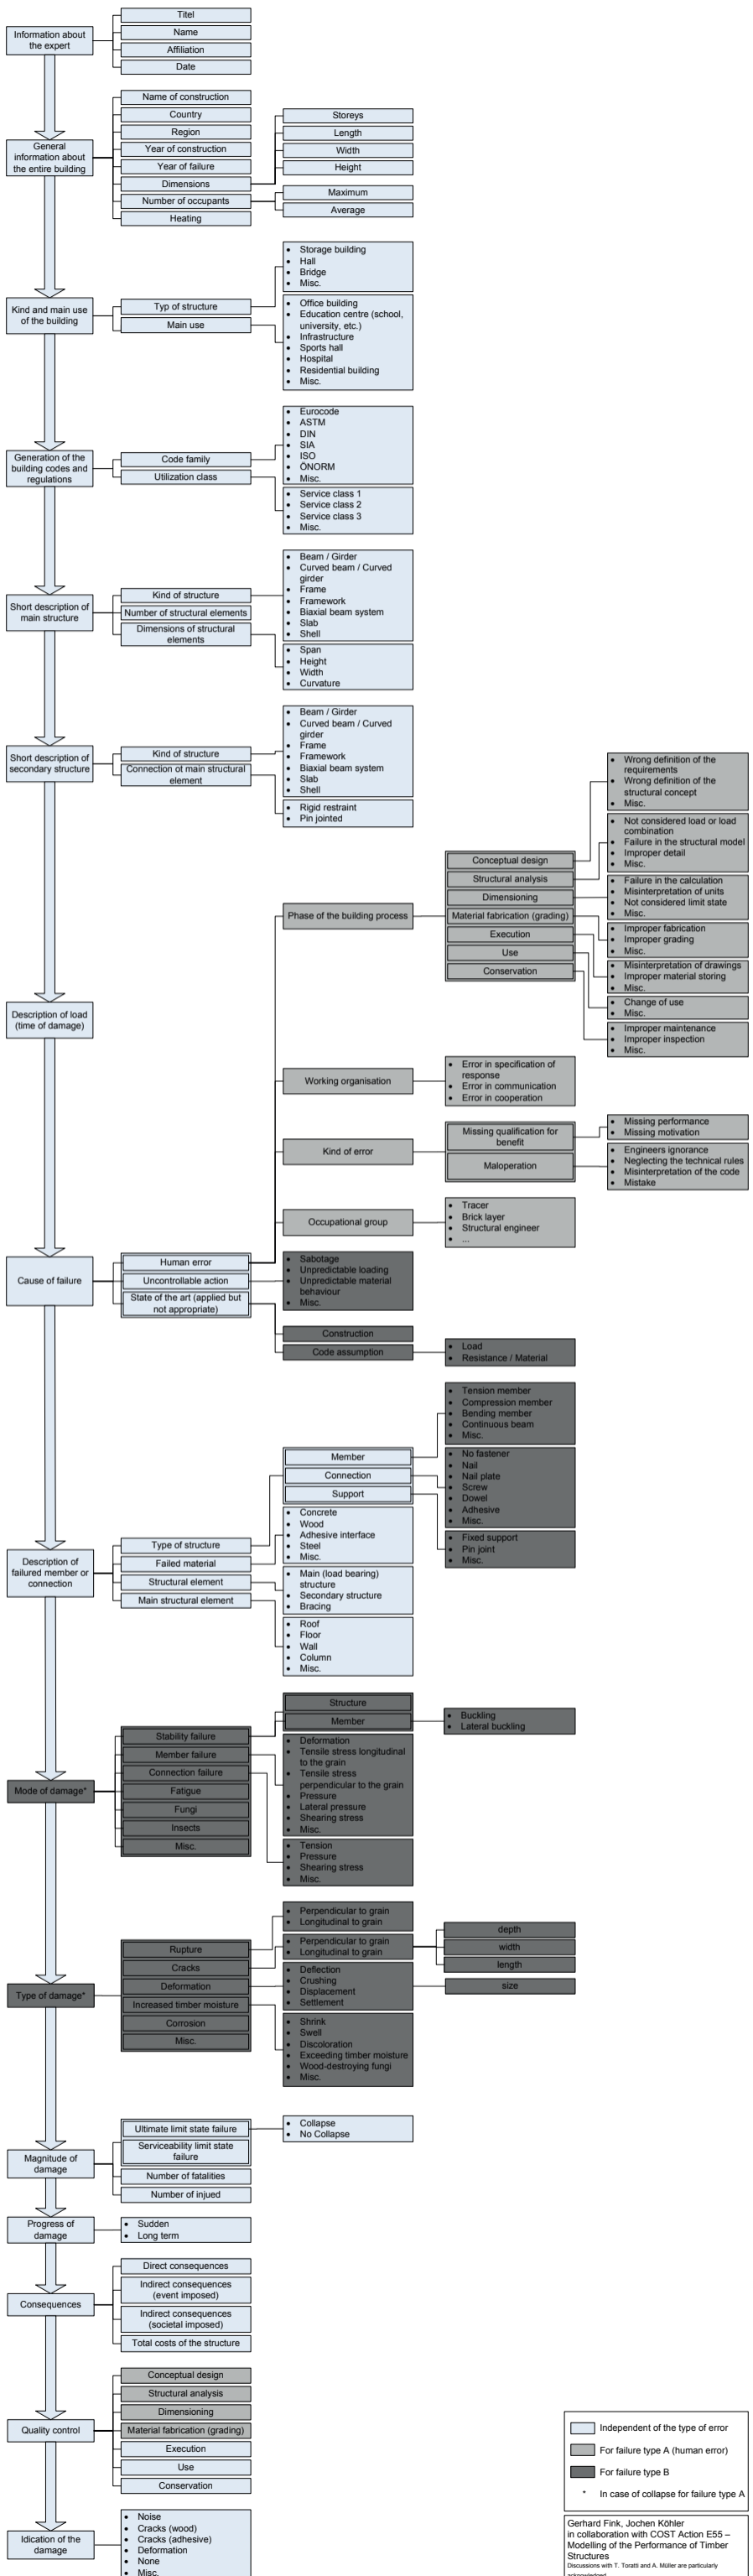 Information about
the expert
Titel
Name
Affiliation
Date
General
information about
the entire building
Name of construction
Country
Region
Year of construction
Year of failure
Dimensions
Number of occupants
Heating
Storeys
Length
Width
Height
Maximum
Average
Kind and main use
of the building
Typ of structure
Main use
• Storage building
• Hall
• Bridge
• Misc.
• Office building
• Education centre (school,
university, etc.)
• Infrastructure
• Sports hall
• Hospital
• Residential building
• Misc.
Generation of the
building codes and
regulations
Code family
Utilization class
• Eurocode
• ASTM
• DIN
• SIA
• ISO
• ÖNORM
• Misc.
• Service class 1
• Service class 2
• Service class 3
• Misc.
Short description of
main structure
Kind of structure
Number of structural elements
Dimensions of structural
elements
• Beam / Girder
• Curved beam / Curved
girder
• Frame
• Framework
• Biaxial beam system
• Slab
• Shell
• Span
• Height
• Width
• Curvature
Short description of
secondary structure
Kind of structure
Connection ot main structural
element
• Beam / Girder
• Curved beam / Curved
girder
• Frame
• Framework
• Biaxial beam system
• Slab
• Shell
• Rigid restraint
• Pin jointed
Description of load
(time of damage)
Cause of failure
Human error
Uncontrollable action
State of the art (applied but
not appropriate)
Phase of the building process
Conceptual design
Structural analysis
Dimensioning
Material fabrication (grading)
Execution
Use
Conservation
• Wrong definition of the
requirements
• Wrong definition of the
structural concept
• Misc.
• Not considered load or load
combination
• Failure in the structural model
• Improper detail
• Misc.
• Failure in the calculation
• Misinterpretation of units
• Not considered limit state
• Misc.
• Improper fabrication
• Improper grading
• Misc.
• Misinterpretation of drawings
• Improper material storing
• Misc.
• Change of use
• Misc.
• Improper maintenance
• Improper inspection
• Misc.
Working organisation
• Error in specification of
response
• Error in communication
• Error in cooperation
Kind of error
Missing qualification for
benefit
Maloperation
• Missing performance
• Missing motivation
• Engineers ignorance
• Neglecting the technical rules
• Misinterpretation of the code
• Mistake
Occupational group
• Tracer
• Brick layer
• Structural engineer
• ...
• Sabotage
• Unpredictable loading
• Unpredictable material
behaviour
• Misc.
Construction
Code assumption
• Load
• Resistance / Material
Description of
failured member or
connection
Type of structure
Failed material
Structural element
Main structural element
Member
Connection
Support
• Tension member
• Compression member
• Bending member
• Continuous beam
• Misc.
• No fastener
• Nail
• Nail plate
• Screw
• Dowel
• Adhesive
• Misc.
• Fixed support
• Pin joint
• Misc.
• Concrete
• Wood
• Adhesive interface
• Steel
• Misc.
• Main (load bearing)
structure
• Secondary structure
• Bracing
• Roof
• Floor
• Wall
• Column
• Misc.
Mode of damage*
Stability failure
Member failure
Connection failure
Fatigue
Fungi
Insects
Misc.
Structure
Member
• Buckling
• Lateral buckling
• Deformation
• Tensile stress longitudinal
to the grain
• Tensile stress
perpendicular to the grain
• Pressure
• Lateral pressure
• Shearing stress
• Misc.
• Tension
• Pressure
• Shearing stress
• Misc.
Type of damage*
Rupture
Cracks
Deformation
Increased timber moisture
Corrosion
Misc.
• Perpendicular to grain
• Longitudinal to grain
• Perpendicular to grain
• Longitudinal to grain
depth
width
length
• Deflection
• Crushing
• Displacement
• Settlement
size
• Shrink
• Swell
• Discoloration
• Exceeding timber moisture
• Wood-destroying fungi
• Misc.
Magnitude of
damage
Ultimate limit state failure
Serviceability limit state
failure
Number of fatalities
Number of injued
• Collapse
• No Collapse
Progress of
damage
• Sudden
• Long term
Consequences
Direct consequences
Indirect consequences
(event imposed)
Indirect consequences
(societal imposed)
Total costs of the structure
Quality control
Conceptual design
Structural analysis
Dimensioning
Material fabrication (grading)
Execution
Use
Conservation
Idication of the
damage
• Noise
• Cracks (wood)
• Cracks (adhesive)
• Deformation
• None
• Misc.
Independent of the type of error
For failure type A (human error)
For failure type B
* In case of collapse for failure type A
Gerhard Fink, Jochen Köhler
in collaboration with COST Action E55 –
Modelling of the Performance of Timber
Structures
Discussions with T. Toratti and A. Müller are particularly
acknowledged